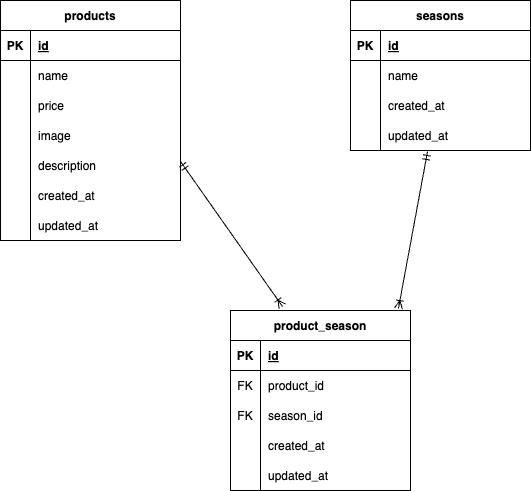 products
PK id
name
price
image
description
created_at
updated_at
seasons
PK id
name
created_at
updated_at
product_season
PK id
FK product_id
FK season_id
created_at
updated_at